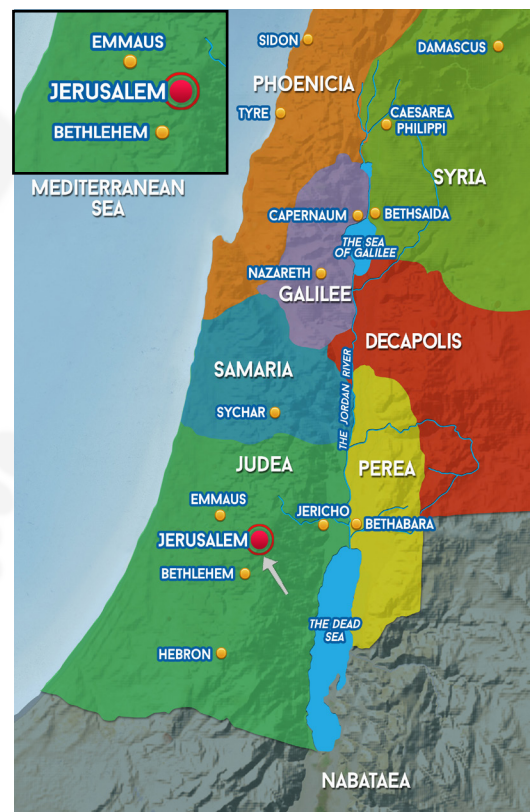 EMMAUS
JERUSALEM
BETHLEHEM
SIDON
DAMASCUS
PHOENICIA
TYRE
CAESAREA
PHILIPPI
SYRIA
MEDITERRANEAN
SEA
CAPERNAUM
BETHSAIDA
THE SEA
OF GALILEE
NAZARETH
GALILEE
DECAPOLIS
SAMARIA
THE JORDAN RIVER
SYCHAR
JUDEA
PEREA
EMMAUS
JERICHO
BETHABARA
JERUSALEM
BETHLEHEM
THE DEAD
SEA
HEBRON
NABATAEA